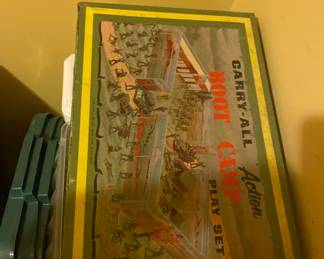 CARRY-ALL
Action
BOOT CAMP
PLAY SET